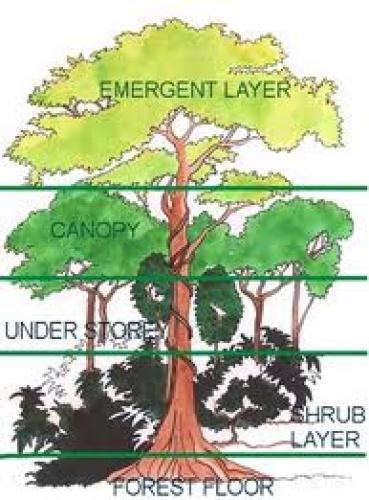 EMERGENT LAYER
CANOPY
UNDER STOREY
SHRUB
LAYER
FOREST FLOOR